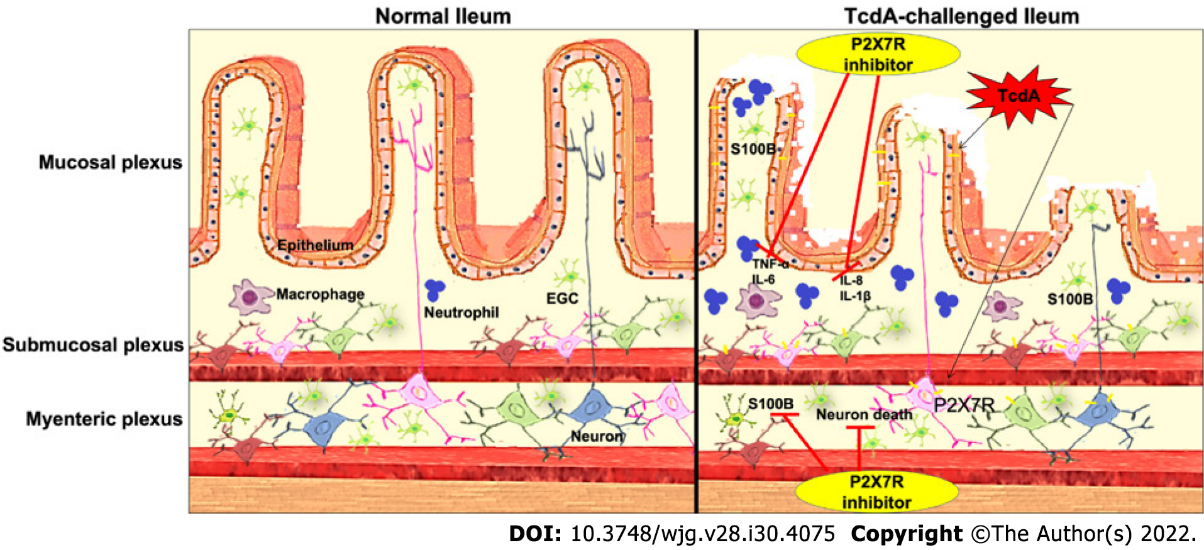 Normal Ileum
TcdA-challenged Ileum
P2X7R
inhibitor
TcdA
Mucosal plexus
S100B
Epithelium
TNF-α
IL-6
IL-8
IL-1β
Macrophage
Neutrophil
EGC
S100B
Submucosal plexus
Myenteric plexus
Neuron
S100B
Neuron death
P2X7R
P2X7R
inhibitor
DOI: 10.3748/wjg.v28.i30.4075 Copyright ©The Author(s) 2022.